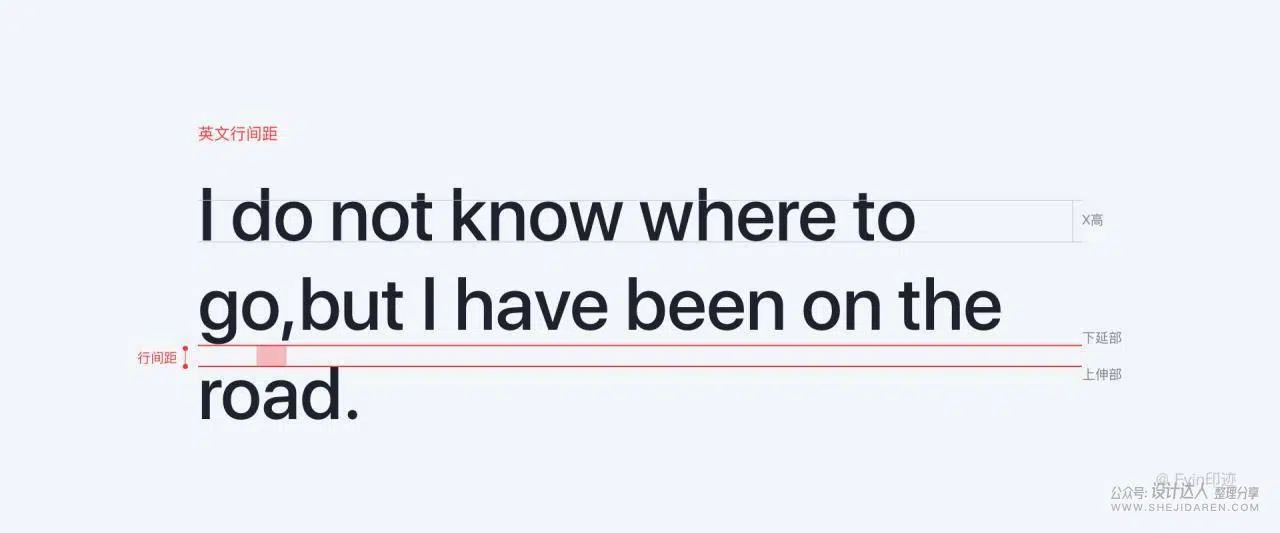 英文行间距
I do not know where to
X高
go,but I have been on the
下延部
行间距
上伸部
road.
@ Evin印迹
公众号: 设计达人 整理分享
WWW.SHEJIDAREN.COM